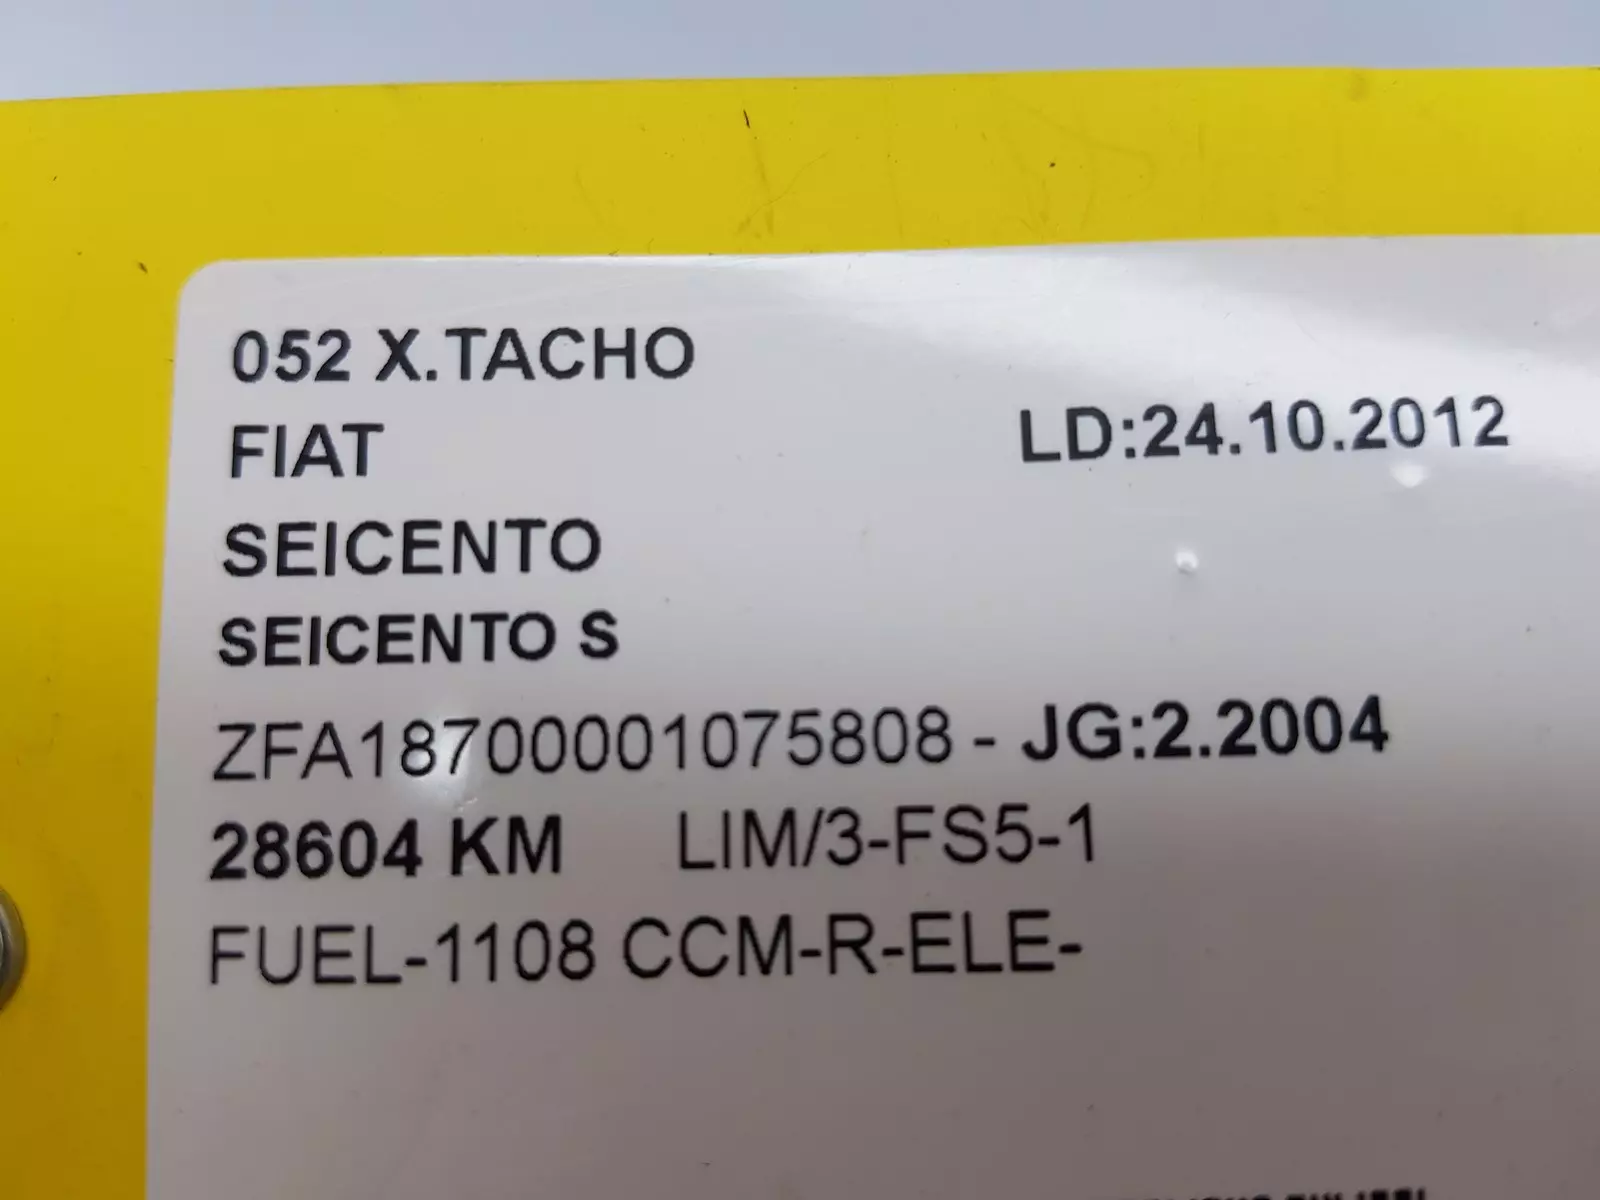 052 X.TACHO
FIAT
LD:24.10.2012
SEICENTO
SEICENTO S
ZFA18700001075808 - JG:2.2004
28604 KM LIM/3-FS5-1
FUEL-1108 CCM-R-ELE-